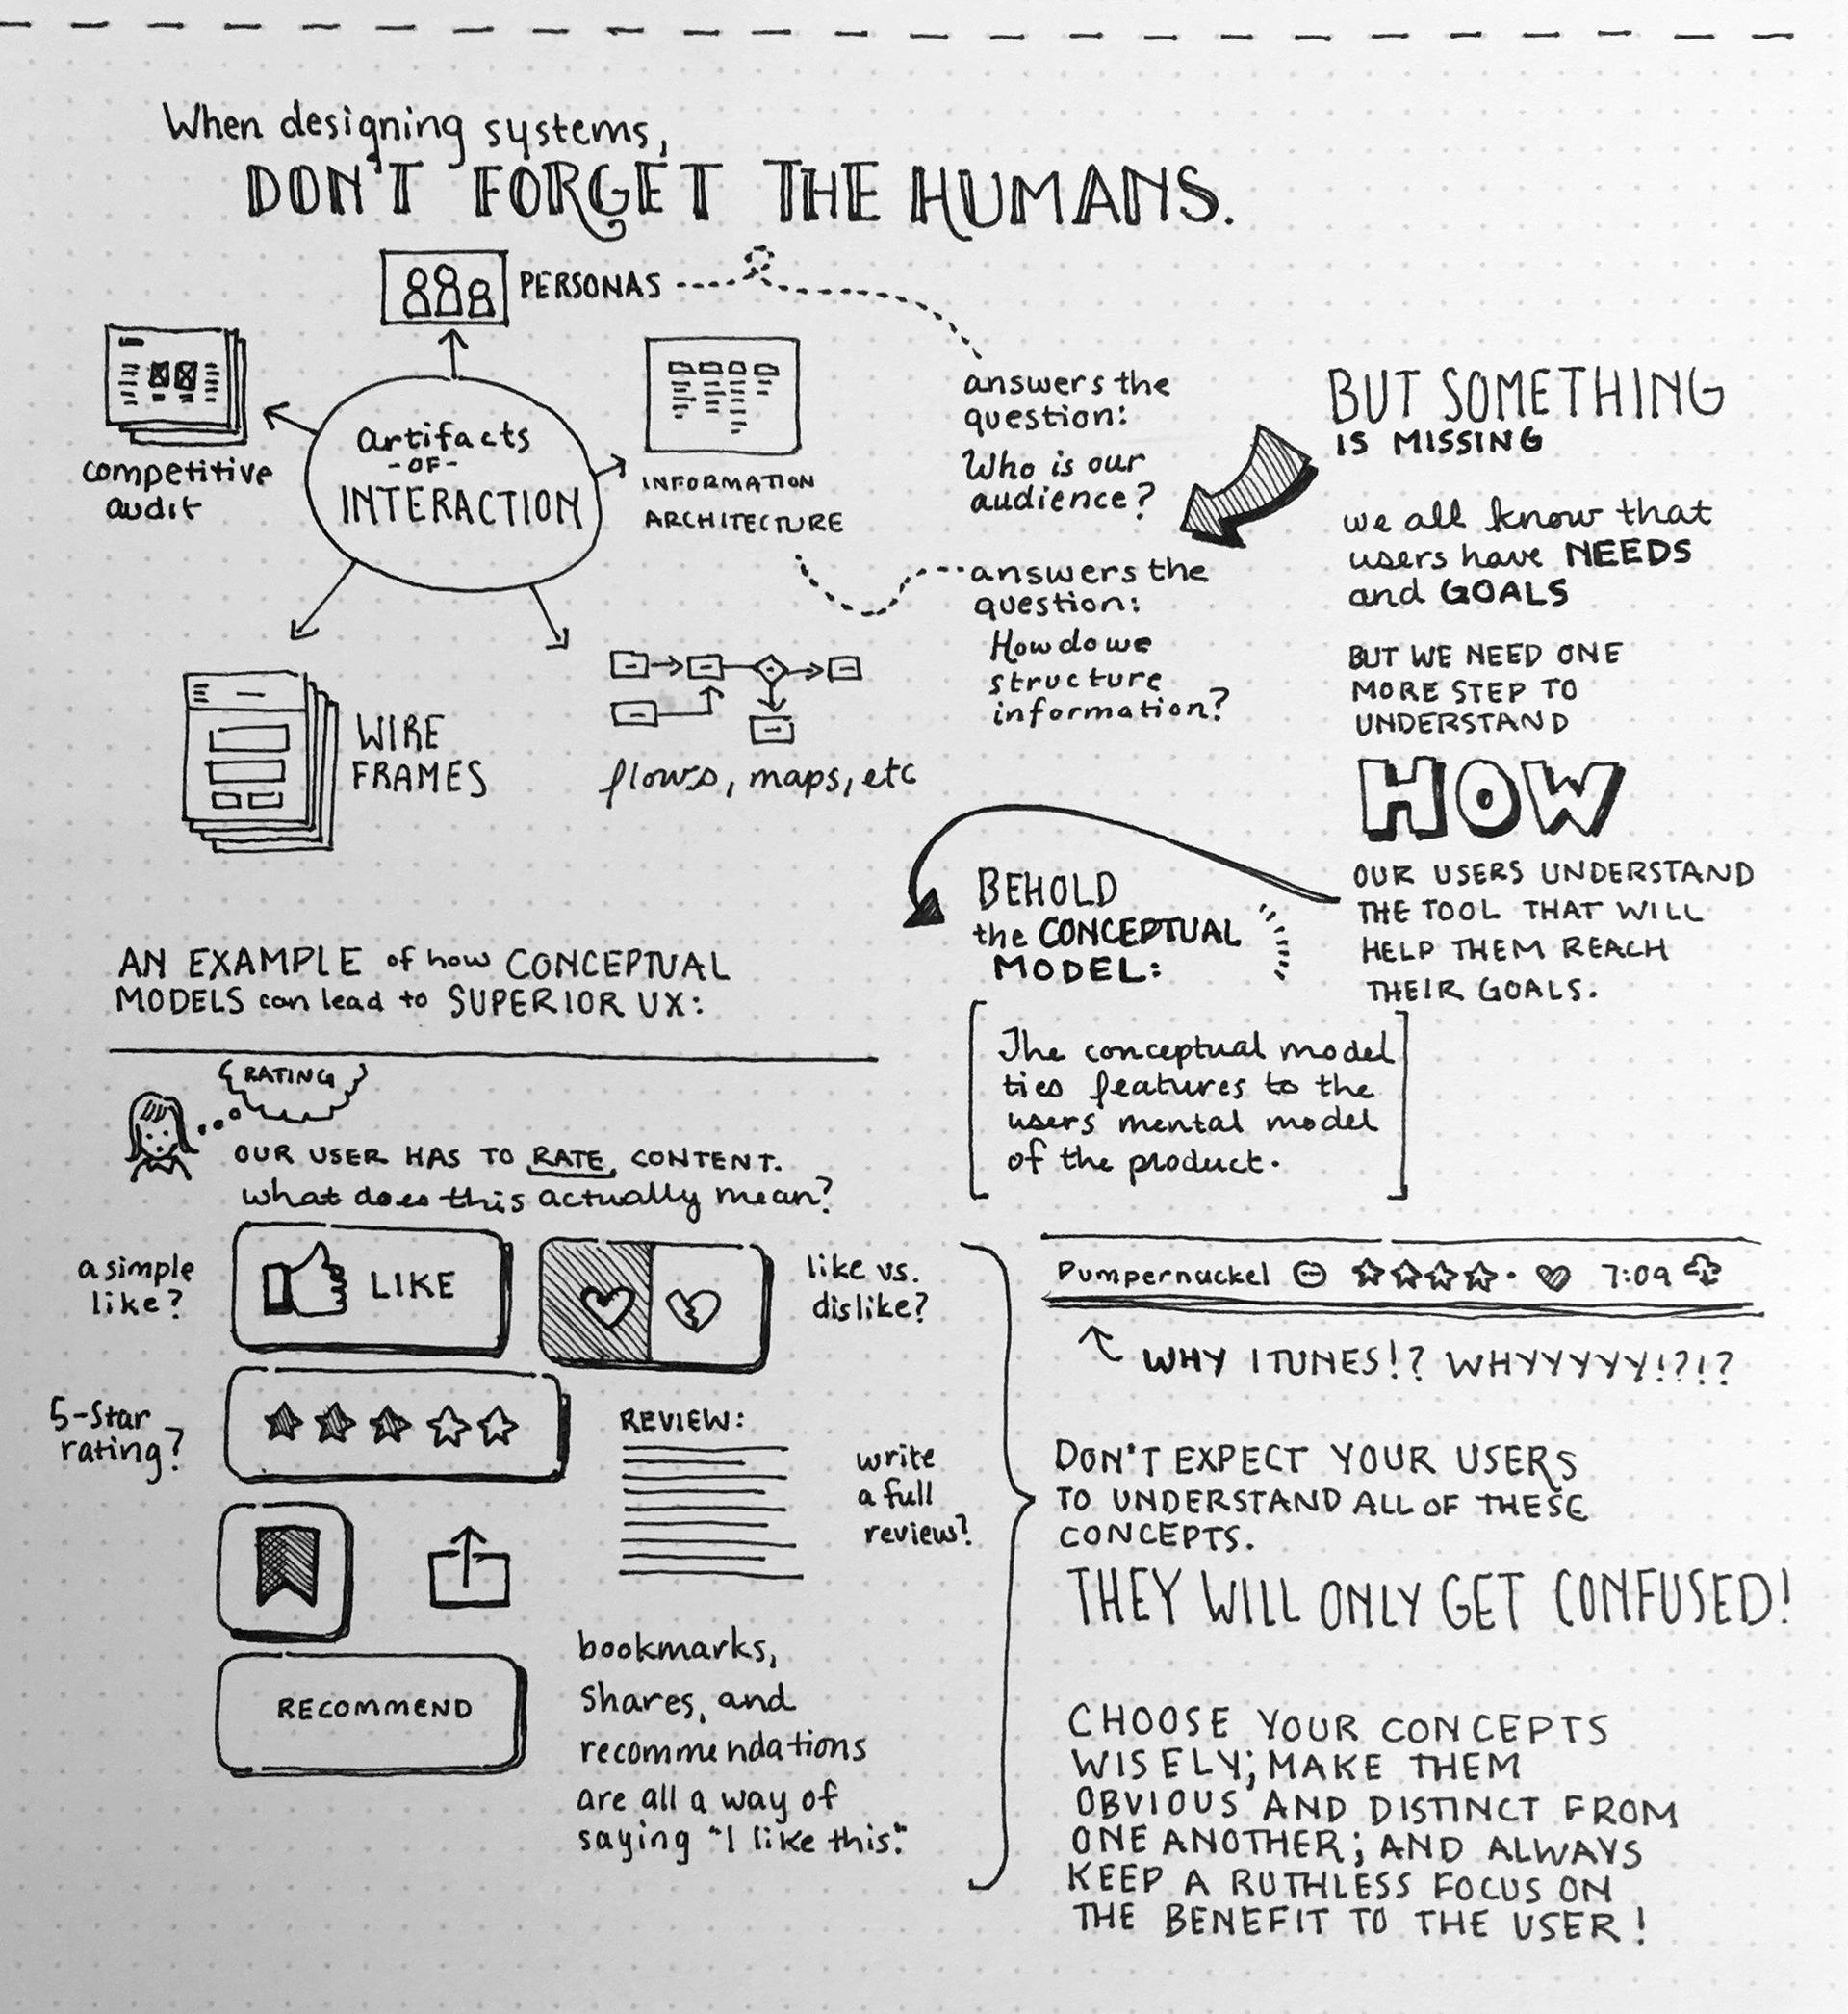 When designing systems,
DON'T FORGET THE HUMANS.
PERSONAS
competitive
audit
artifacts
-OF-
INTERACTION
INFORMATION
ARCHITECTURE
WIRE
FRAMES
flows, maps, etc
answers the
question:
Who is our
audience?
answers the
question:
How do we
structure
information?
BUT SOMETHING
IS MISSING
we all know that
users have NEEDS
and GOALS
BUT WE NEED ONE
MORE STEP TO
UNDERSTAND
HOW
OUR USERS UNDERSTAND
THE TOOL THAT WILL
HELP THEM REACH
THEIR GOALS.
BEHOLD
the CONCEPTUAL
MODEL:
The conceptual model
ties features to the
users mental model
of the product.
AN EXAMPLE of how CONCEPTUAL
MODELS can lead to SUPERIOR UX:
RATING
OUR USER HAS TO RATE CONTENT.
what does this actually mean?
a simple
like?
LIKE
like vs.
dislike?
5-Star
rating?
REVIEW:
write
a full
review?
RECOMMEND
bookmarks,
Shares, and
recommendations
are all a way of
saying "I like this."
Pumpernuckel
7:09
WHY ITUNES!? WHYYYYYY!?!?
DON'T EXPECT YOUR USERS
TO UNDERSTAND ALL OF THESE
CONCEPTS.
THEY WILL ONLY GET CONFUSED!
CHOOSE YOUR CONCEPTS
WISELY; MAKE THEM
OBVIOUS AND DISTINCT FROM
ONE ANOTHER; AND ALWAYS
KEEP A RUTHLESS FOCUS ON
THE BENEFIT TO THE USER!